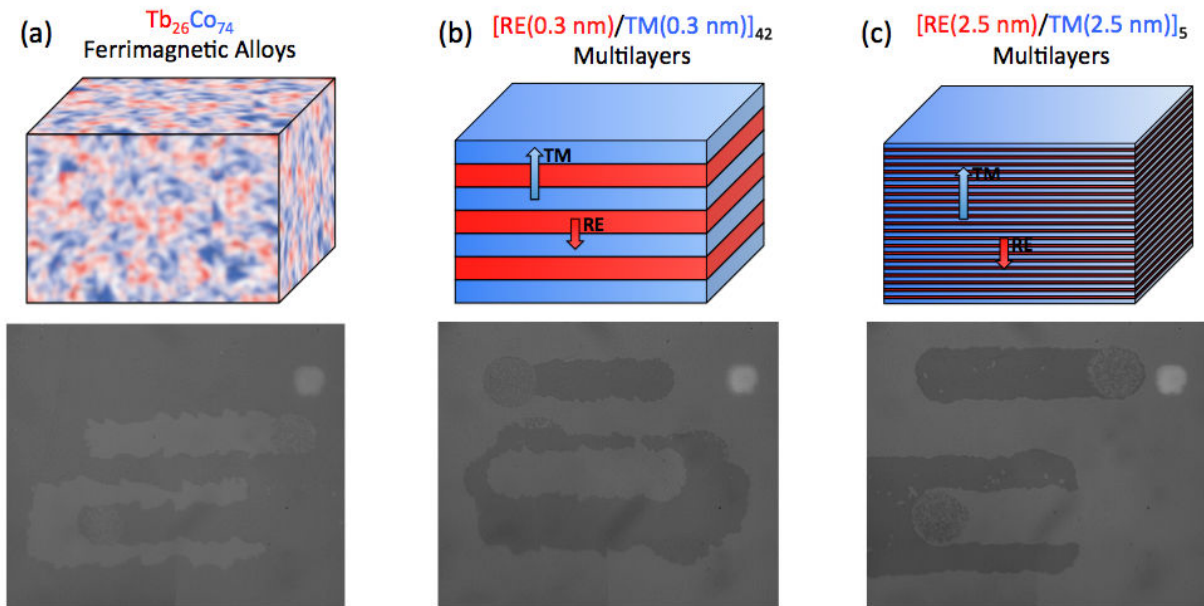 (a)
Tb₂₆Co₇₄
Ferrimagnetic Alloys
(b)
[RE(0.3 nm)/TM(0.3 nm)]₄₂
Multilayers
TM
RE
(c)
[RE(2.5 nm)/TM(2.5 nm)]₅
Multilayers
TM
RE